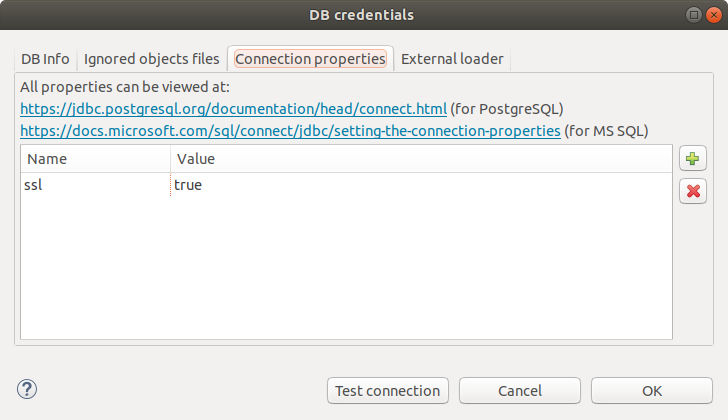 DB credentials
DB Info Ignored objects files Connection properties External loader
All properties can be viewed at:
https://jdbc.postgresql.org/documentation/head/connect.html (for PostgreSQL)
https://docs.microsoft.com/sql/connect/jdbc/setting-the-connection-properties (for MS SQL)
Name Value
ssl true
? Test connection Cancel OK